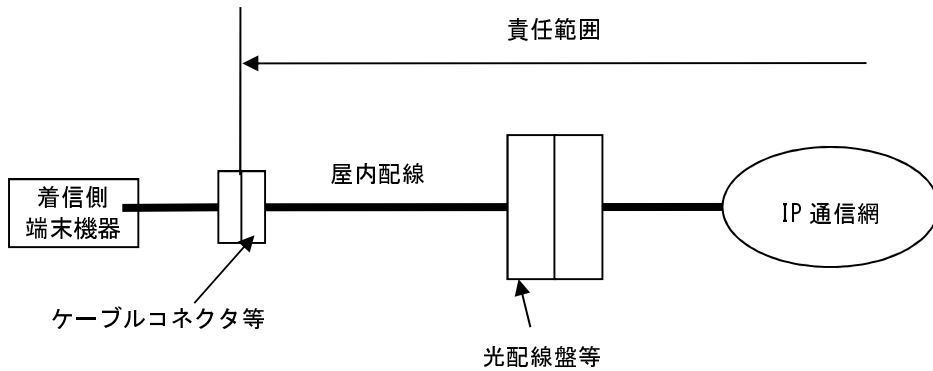 責任範囲
屋内配線
着信側
端末機器
IP 通信網
ケーブルコネクタ等
光配線盤等